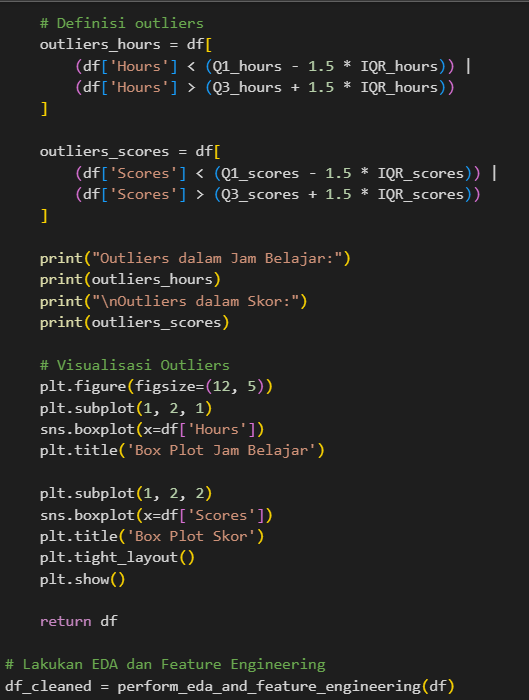 # Definisi outliers
outliers_hours = df[
(df['Hours'] < (Q1_hours - 1.5 * IQR_hours)) |
(df['Hours'] > (Q3_hours + 1.5 * IQR_hours))
]
outliers_scores = df[
(df['Scores'] < (Q1_scores - 1.5 * IQR_scores)) |
(df['Scores'] > (Q3_scores + 1.5 * IQR_scores))
]
print("Outliers dalam Jam Belajar:")
print(outliers_hours)
print("\nOutliers dalam Skor:")
print(outliers_scores)
# Visualisasi Outliers
plt.figure(figsize=(12, 5))
plt.subplot(1, 2, 1)
sns.boxplot(x=df['Hours'])
plt.title('Box Plot Jam Belajar')
plt.subplot(1, 2, 2)
sns.boxplot(x=df['Scores'])
plt.title('Box Plot Skor')
plt.tight_layout()
plt.show()
return df
# Lakukan EDA dan Feature Engineering
df_cleaned = perform_eda_and_feature_engineering(df)